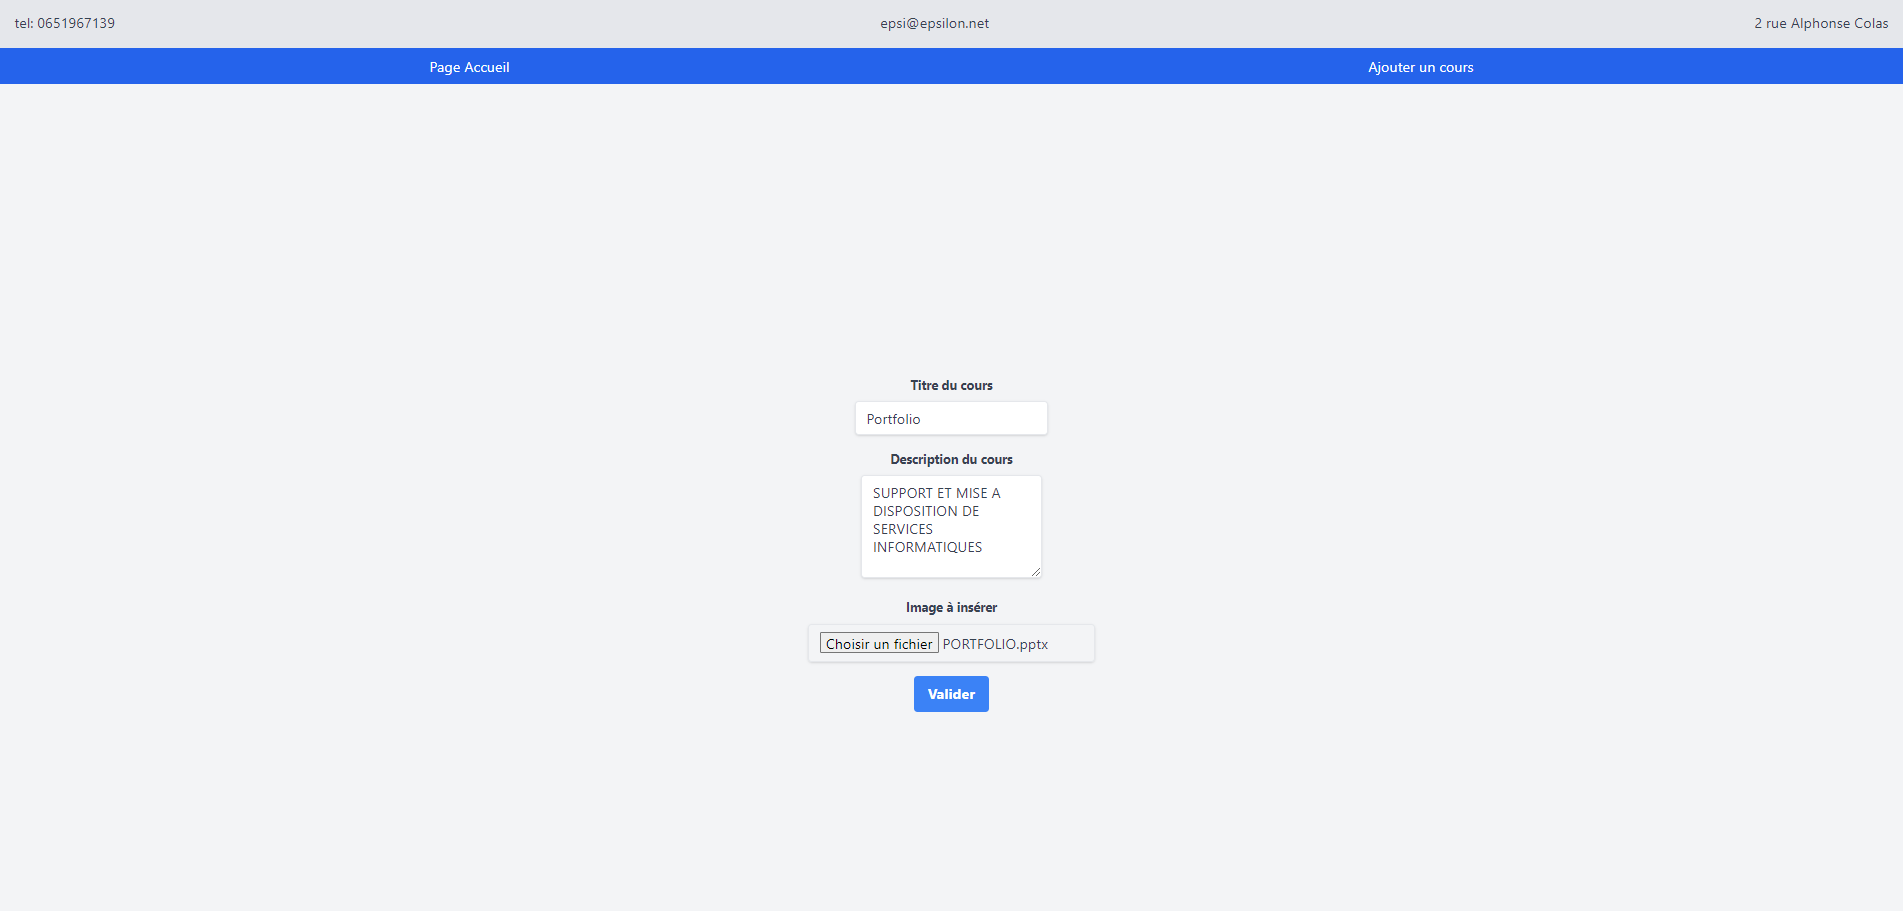 tel: 0651967139
epsi@epsilon.net
2 rue Alphonse Colas
Page Accueil
Ajouter un cours
Titre du cours
Portfolio
Description du cours
SUPPORT ET MISE A
DISPOSITION DE
SERVICES
INFORMATIQUES
Image à insérer
Choisir un fichier PORTFOLIO.pptx
Valider